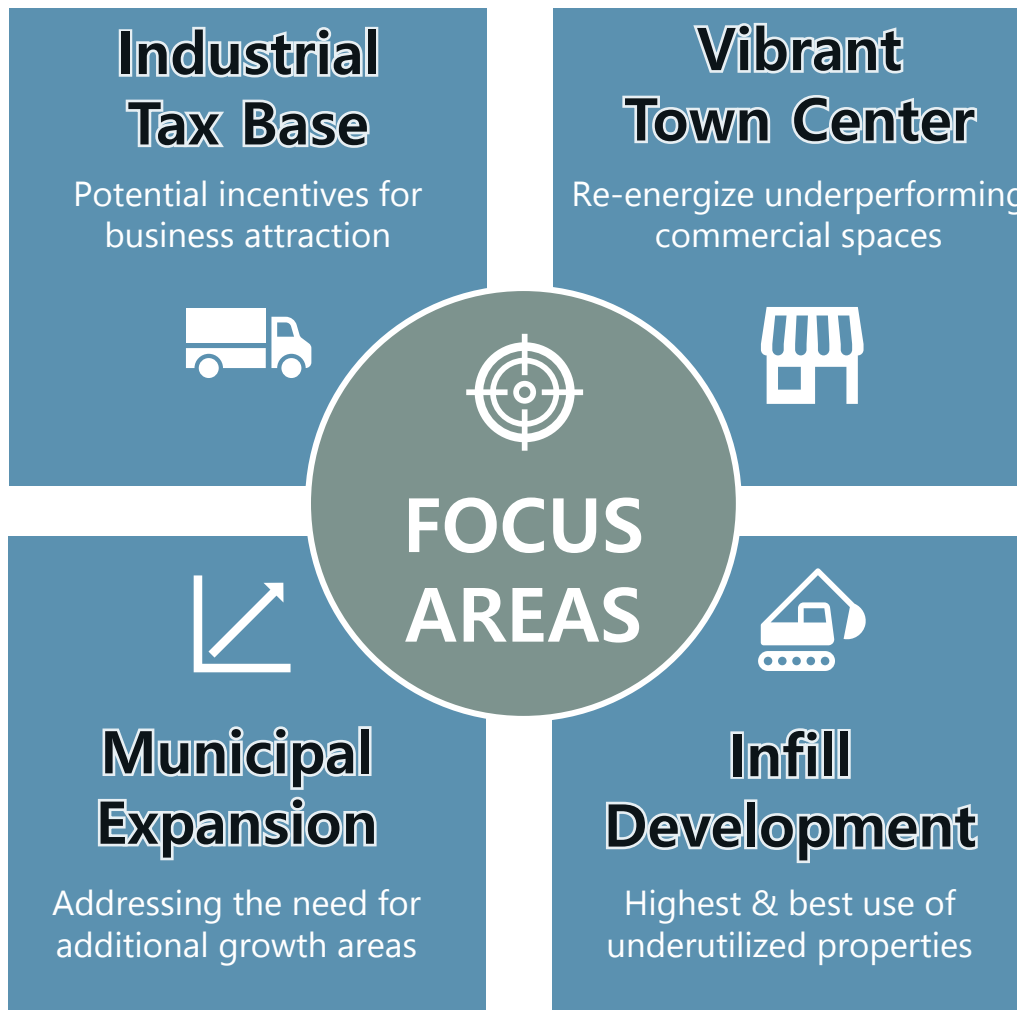 Industrial
Tax Base
Potential incentives for
business attraction
Vibrant
Town Center
Re-energize underperforming
commercial spaces
FOCUS
AREAS
Municipal
Expansion
Addressing the need for
additional growth areas
Infill
Development
Highest & best use of
underutilized properties